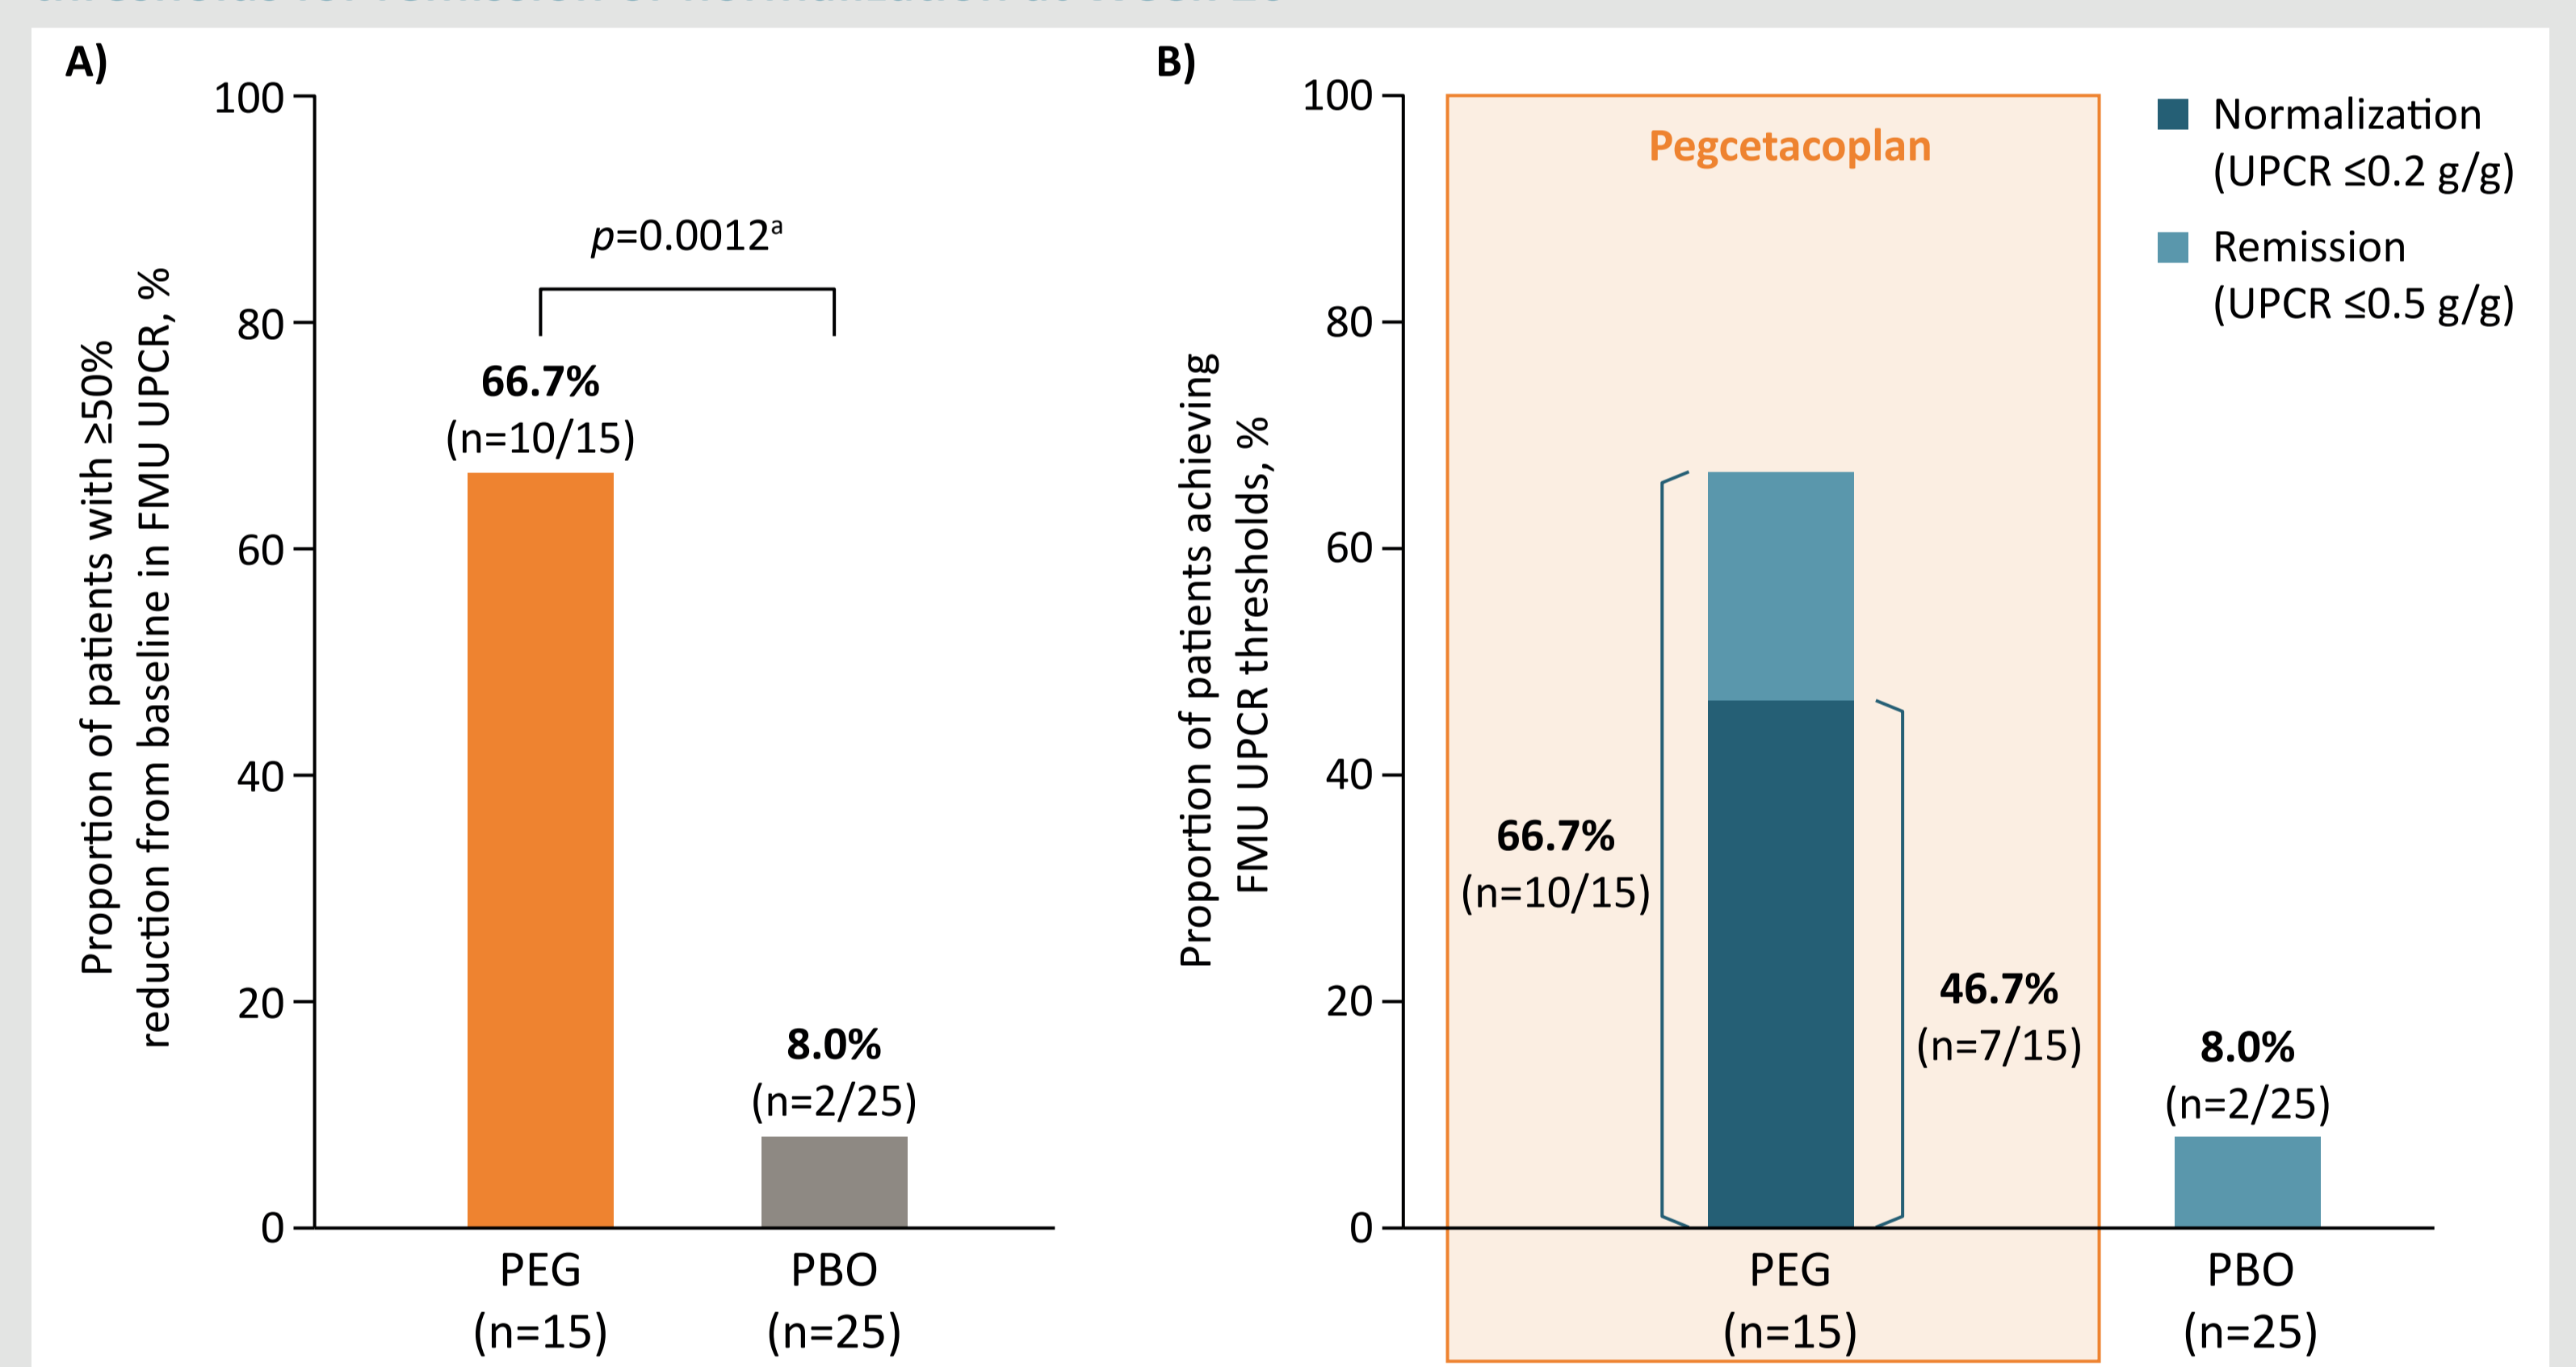 A)
100
80
60
40
20
0
Proportion of patients with ≥50%
reduction from baseline in FMU UPCR, %
p=0.0012ᵃ
66.7%
(n=10/15)
8.0%
(n=2/25)
PEG
(n=15)
PBO
(n=25)
B)
100
80
60
40
20
0
Proportion of patients achieving
FMU UPCR thresholds, %
Pegcetacoplan
66.7%
(n=10/15)
46.7%
(n=7/15)
8.0%
(n=2/25)
PEG
(n=15)
PBO
(n=25)
Normalization
(UPCR ≤0.2 g/g)
Remission
(UPCR ≤0.5 g/g)